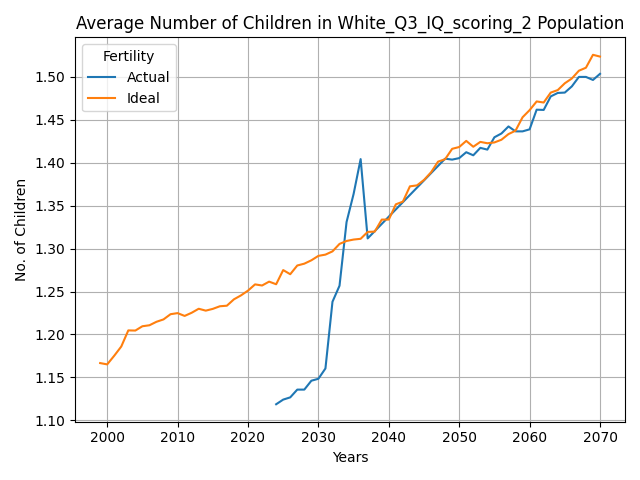 Average Number of Children in White_Q3_IQ_scoring_2 Population
Fertility
Actual
Ideal
No. of Children
1.50
1.45
1.40
1.35
1.30
1.25
1.20
1.15
1.10
2000 2010 2020 2030 2040 2050 2060 2070
Years